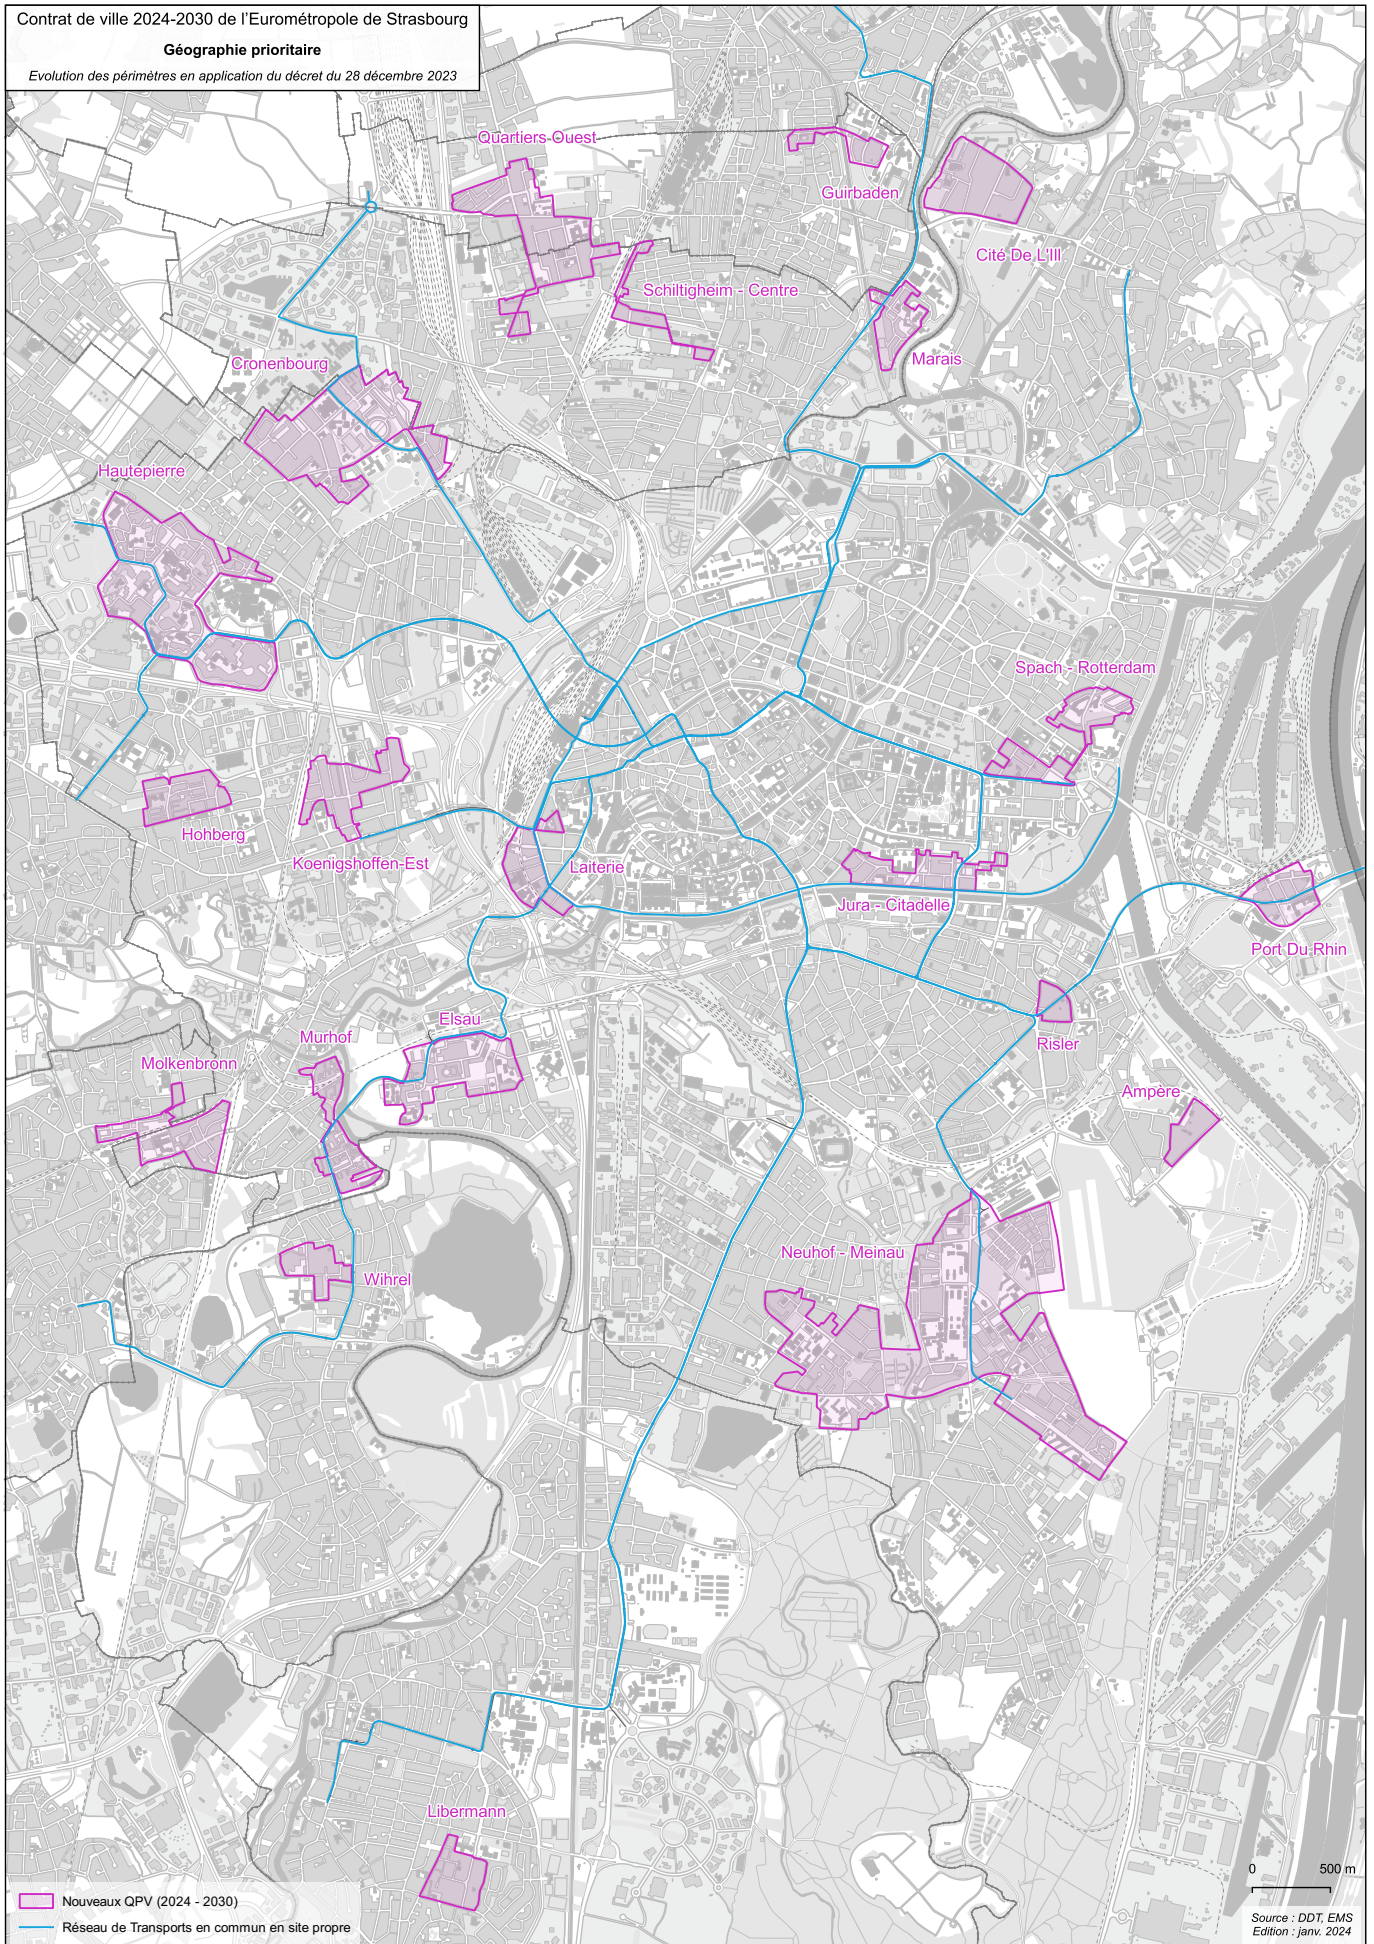 Contrat de ville 2024-2030 de l'Eurométropole de Strasbourg
Géographie prioritaire
Evolution des périmètres en application du décret du 28 décembre 2023
Quartiers Ouest
Guirbaden
Cité De L'Ill
Schiltigheim - Centre
Marais
Cronenbourg
Hautepierre
Spach - Rotterdam
Hohberg
Koenigshoffen-Est
Laiterie
Jura - Citadelle
Port Du Rhin
Elsau
Murhof
Risler
Molkenbronn
Ampère
Neuhof - Meinau
Wihrel
Libermann
0 500 m
Nouveaux QPV (2024 - 2030)
Réseau de Transports en commun en site propre
Source : DDT, EMS
Edition : janv. 2024